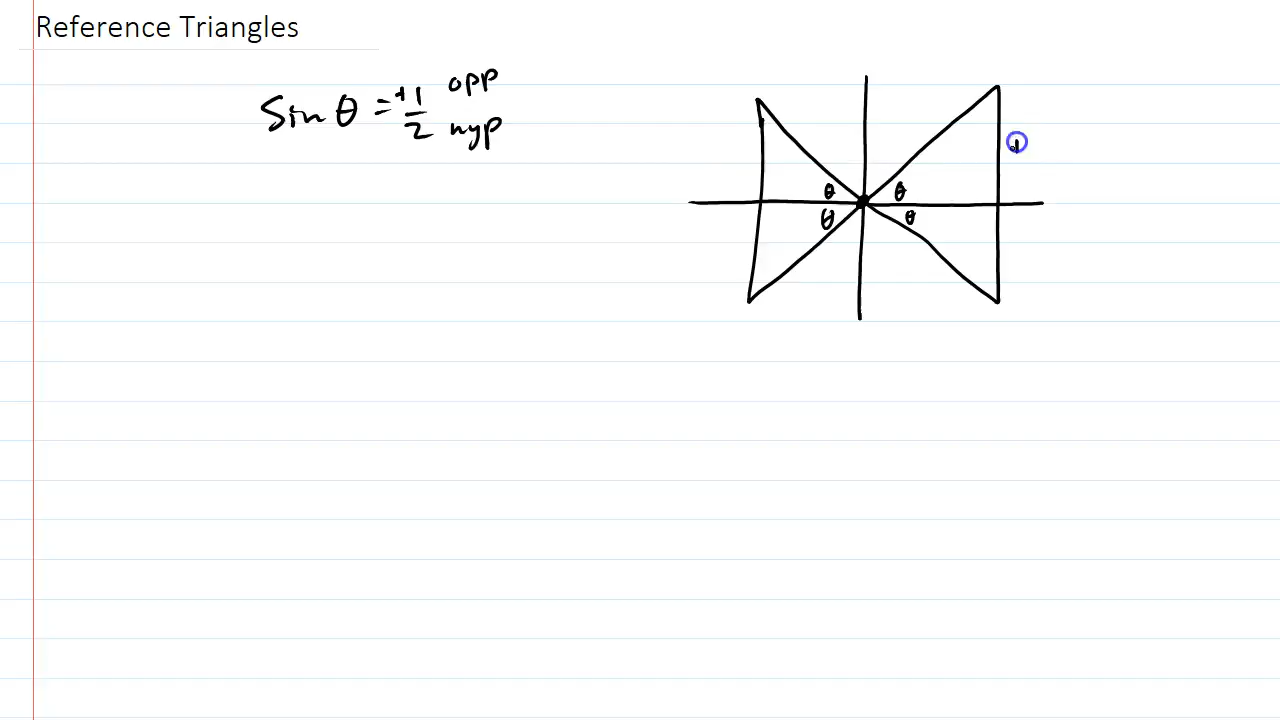 Reference Triangles
Sin θ = +1/2 opp
hyp
θ θ
θ θ